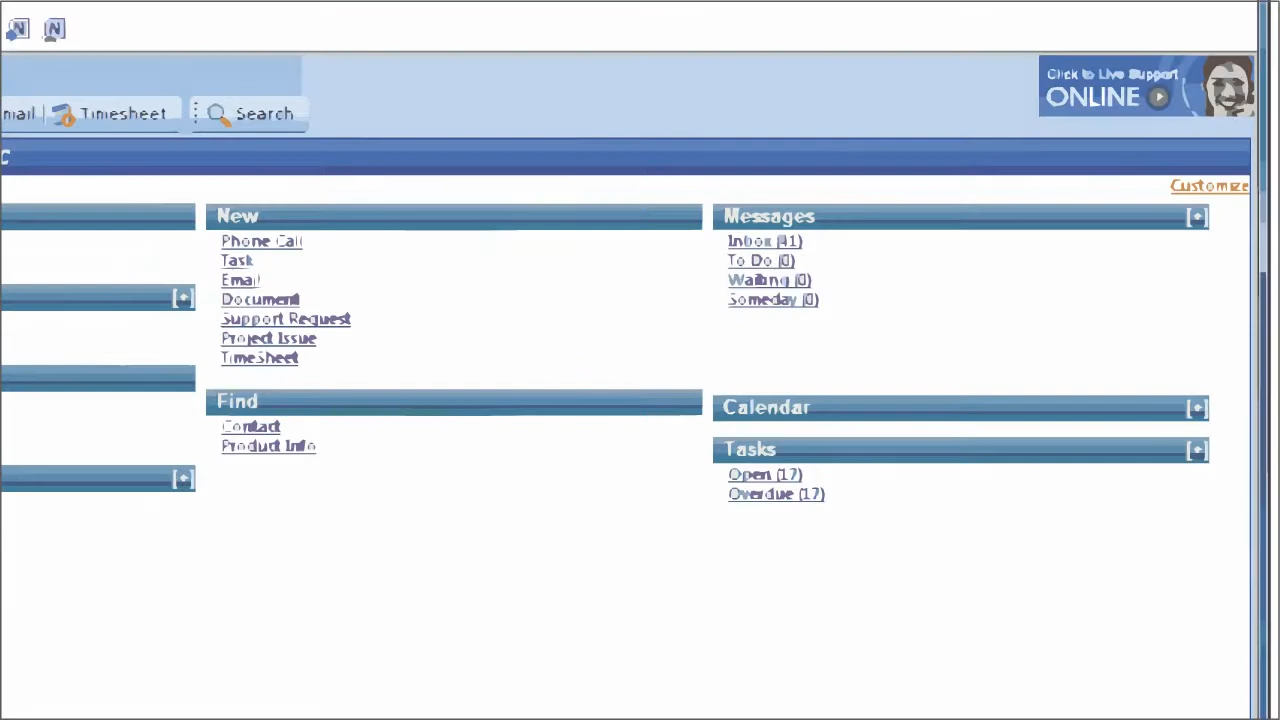 N N
Click to Live Support
ONLINE
mail | Timesheet Search
Customize
New
Phone Call
Task
Email
Document
Support Request
Project Issue
TimeSheet
Find
Contact
Product Info
Messages [+]
Inbox (41)
To Do (0)
Waiting (0)
Someday (0)
Calendar [+]
Tasks [+]
Open (17)
Overdue (17)